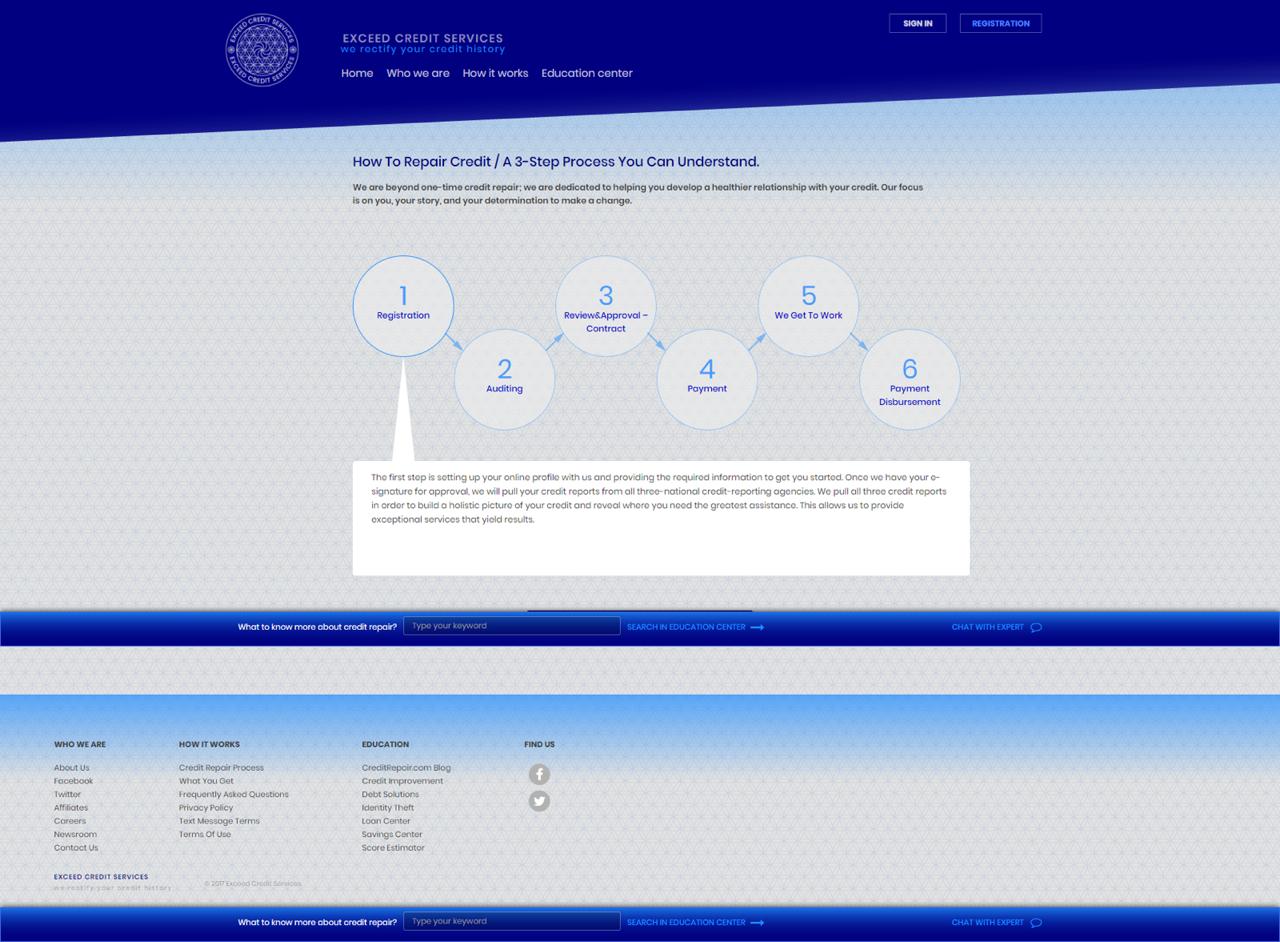 EXCEED CREDIT SERVICES
EXCEED CREDIT SERVICES
EXCEED CREDIT SERVICES
we rectify your credit history
SIGN IN
REGISTRATION
Home Who we are How it works Education center
How To Repair Credit / A 3-Step Process You Can Understand.
We are beyond one-time credit repair; we are dedicated to helping you develop a healthier relationship with your credit. Our focus
is on you, your story, and your determination to make a change.
1
Registration
2
Auditing
3
Review&Approval –
Contract
4
Payment
5
We Get To Work
6
Payment
Disbursement
The first step is setting up your online profile with us and providing the required information to get you started. Once we have your e-
signature for approval, we will pull your credit reports from all three-national credit-reporting agencies. We pull all three credit reports
in order to build a holistic picture of your credit and reveal where you need the greatest assistance. This allows us to provide
exceptional services that yield results.
What to know more about credit repair? Type your keyword SEARCH IN EDUCATION CENTER CHAT WITH EXPERT
WHO WE ARE
About Us
Facebook
Twitter
Affiliates
Careers
Newsroom
Contact Us
HOW IT WORKS
Credit Repair Process
What You Get
Frequently Asked Questions
Privacy Policy
Text Message Terms
Terms Of Use
EDUCATION
CreditRepair.com Blog
Credit Improvement
Debt Solutions
Identity Theft
Loan Center
Savings Center
Score Estimator
FIND US
EXCEED CREDIT SERVICES
we rectify your credit history
© 2017 Exceed Credit Services.
What to know more about credit repair? Type your keyword SEARCH IN EDUCATION CENTER CHAT WITH EXPERT